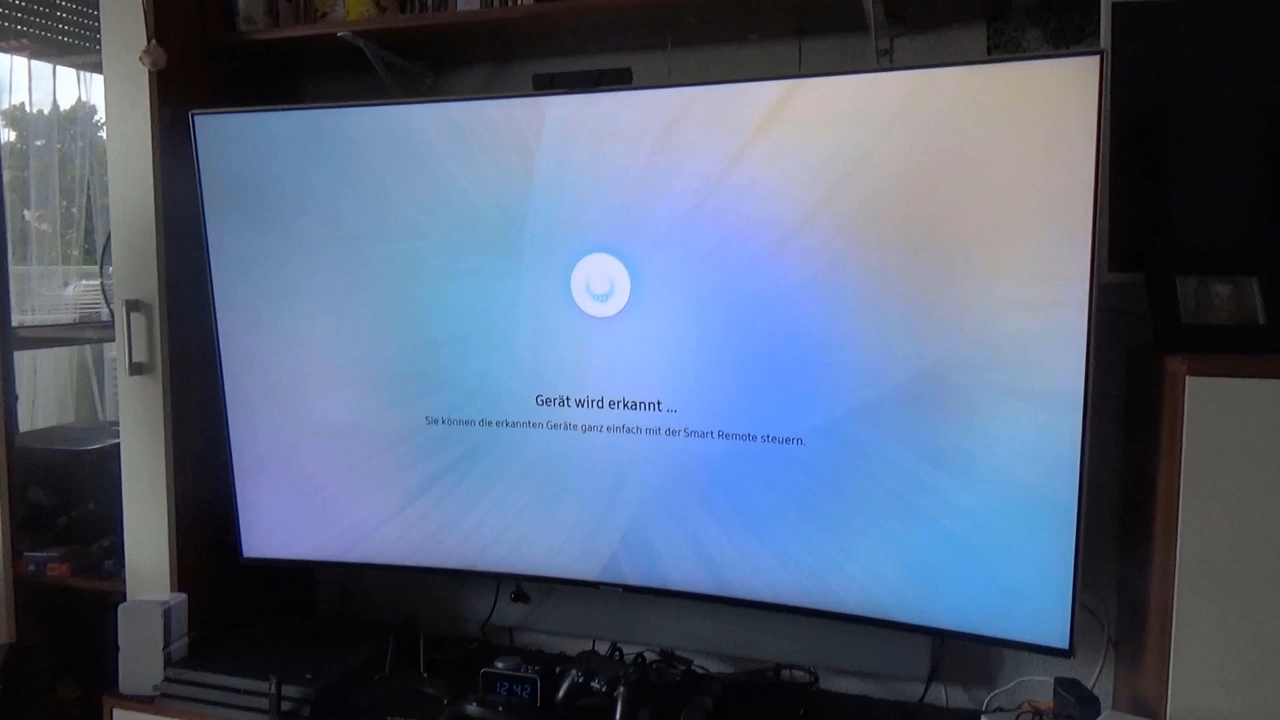 Gerät wird erkannt ...
Sie können die erkannten Geräte ganz einfach mit der Smart Remote steuern.
12:42